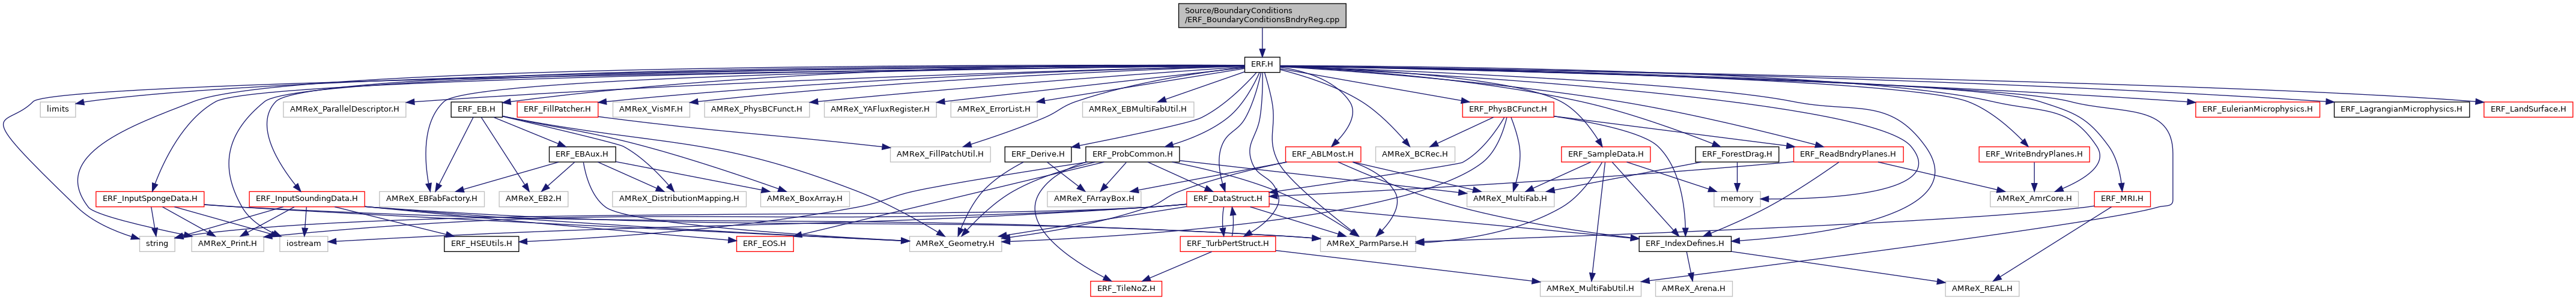 Source/BoundaryConditions
/ERF_BoundaryConditionsBndryReg.cpp
ERF.H
limits
AMReX_ParallelDescriptor.H
ERF_EB.H
ERF_FillPatcher.H
AMReX_VisMF.H
AMReX_PhysBCFunct.H
AMReX_YAFluxRegister.H
AMReX_ErrorList.H
AMReX_EBMultiFabUtil.H
ERF_PhysBCFunct.H
ERF_EulerianMicrophysics.H
ERF_LagrangianMicrophysics.H
ERF_LandSurface.H
ERF_EBAux.H
AMReX_FillPatchUtil.H
ERF_Derive.H
ERF_ProbCommon.H
ERF_ABLMost.H
AMReX_BCRec.H
ERF_SampleData.H
ERF_ForestDrag.H
ERF_ReadBndryPlanes.H
ERF_WriteBndryPlanes.H
ERF_InputSpongeData.H
ERF_InputSoundingData.H
AMReX_EBFabFactory.H
AMReX_EB2.H
AMReX_DistributionMapping.H
AMReX_BoxArray.H
AMReX_FArrayBox.H
ERF_DataStruct.H
AMReX_MultiFab.H
memory
AMReX_AmrCore.H
ERF_MRI.H
string
AMReX_Print.H
iostream
ERF_HSEUtils.H
ERF_EOS.H
AMReX_Geometry.H
ERF_TurbPertStruct.H
AMReX_ParmParse.H
ERF_IndexDefines.H
ERF_TileNoZ.H
AMReX_MultiFabUtil.H
AMReX_Arena.H
AMReX_REAL.H